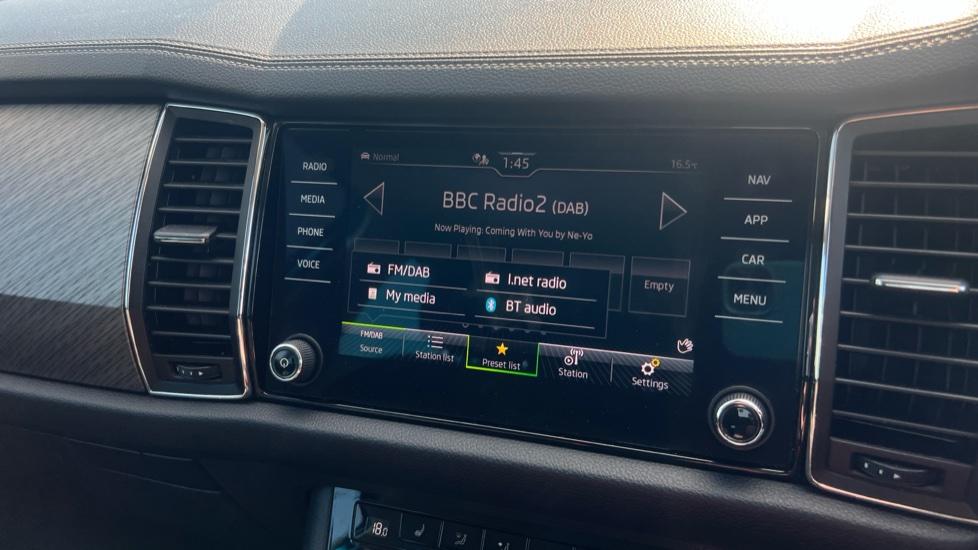 RADIO
MEDIA
PHONE
VOICE
Normal
1:45
16.5°C
BBC Radio2 (DAB)
Now Playing: Coming With You by Ne-Yo
FM/DAB
I.net radio
My media
BT audio
Empty
FM/DAB
Source
Station list
Preset list
Station
Settings
NAV
APP
CAR
MENU
18.0